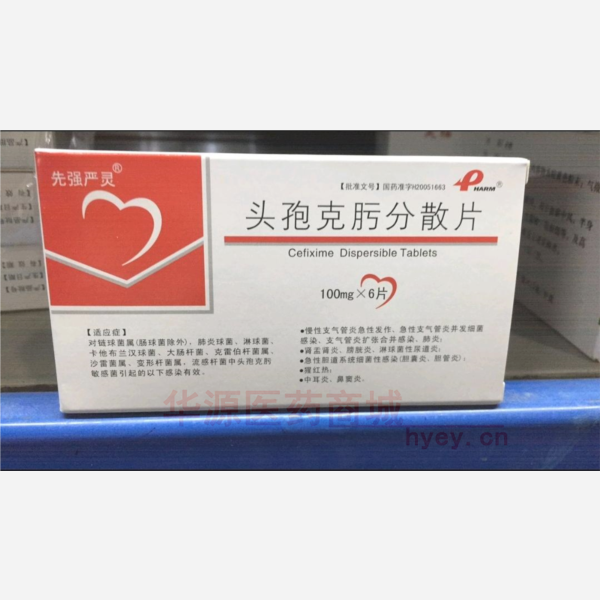 先强严灵®
【批准文号】国药准字H20051663
PHARM®
头孢克肟分散片
Cefixime Dispersible Tablets
100mg×6片
【适应症】
对链球菌属(肠球菌除外)、肺炎球菌、淋球菌、
卡他布兰汉球菌、大肠杆菌、克雷伯杆菌属、
沙雷菌属、变形杆菌属、流感杆菌中头孢克肟
敏感菌引起的以下感染有效。
●慢性支气管炎急性发作、急性支气管炎并发细菌
感染、支气管炎扩张合并感染、肺炎;
●肾盂肾炎、膀胱炎、淋球菌性尿道炎;
●急性胆道系统细菌性感染(胆囊炎、胆管炎);
●猩红热;
●中耳炎、鼻窦炎。
华源医药商城
hyey.cn